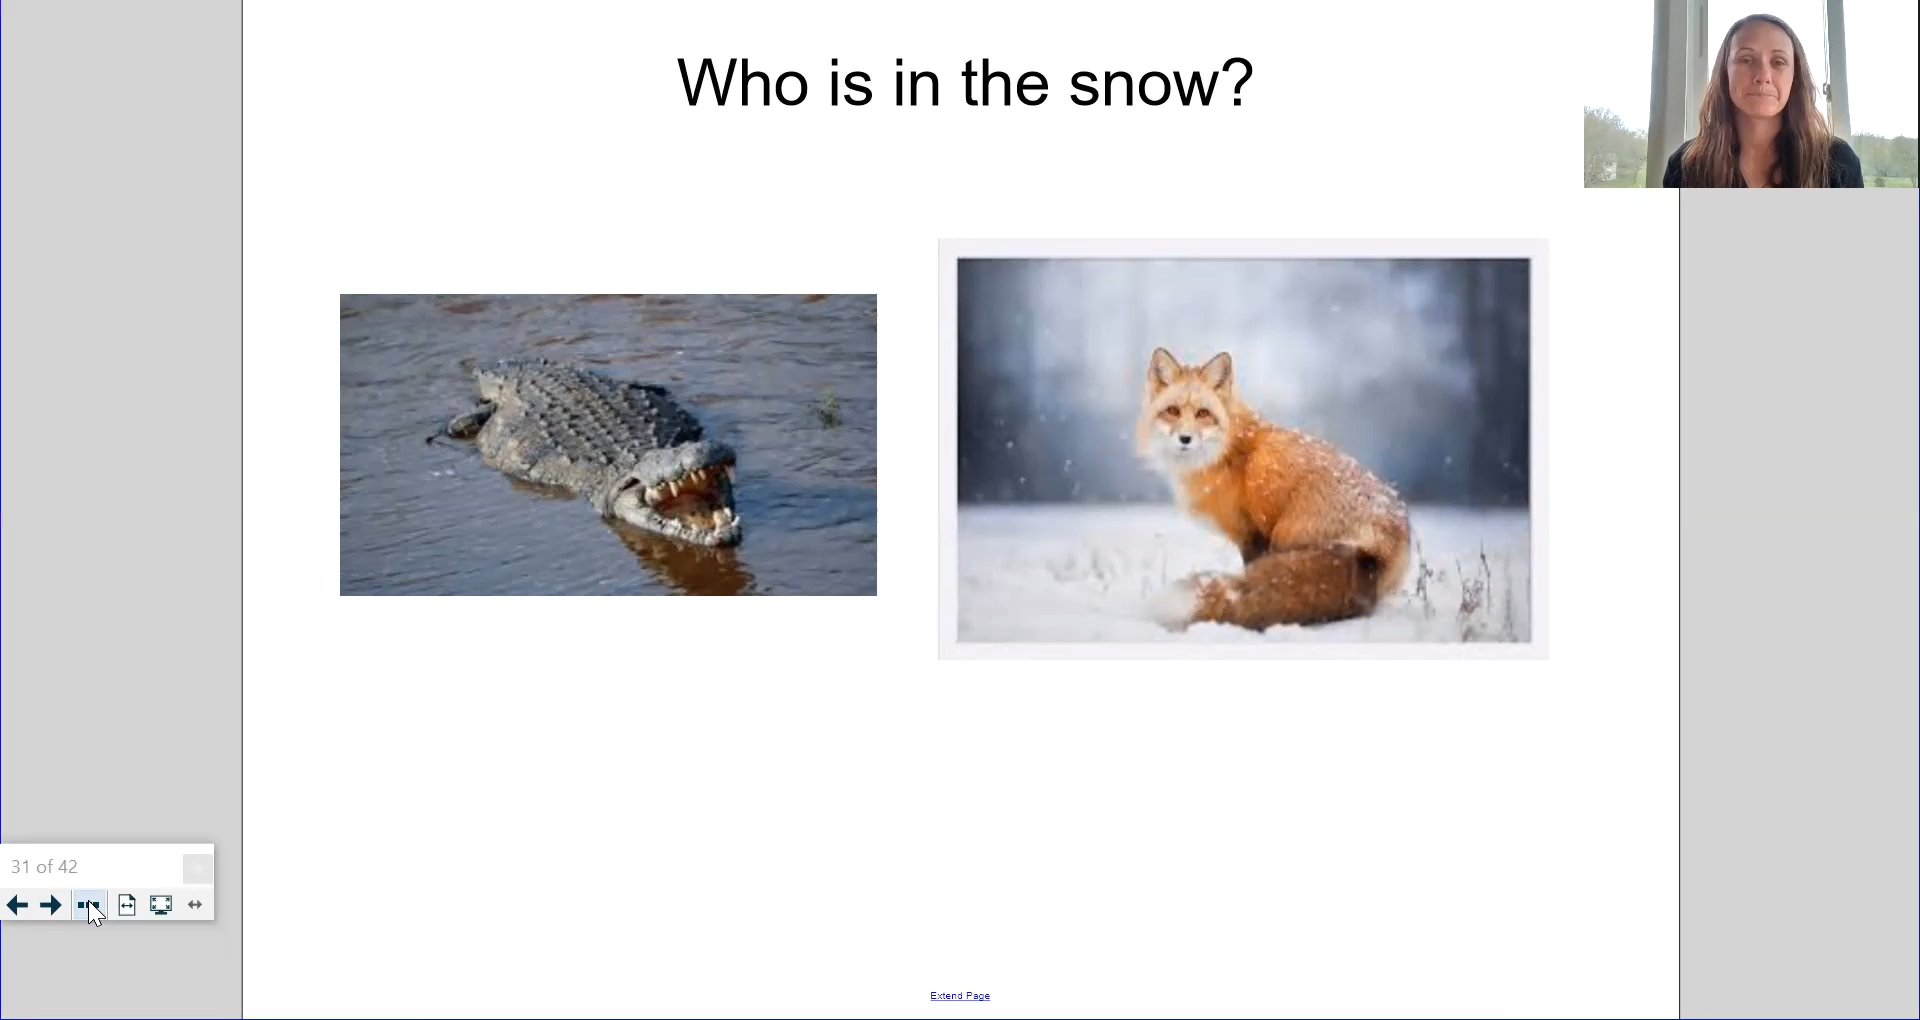 Who is in the snow?
31 of 42
Extend Page